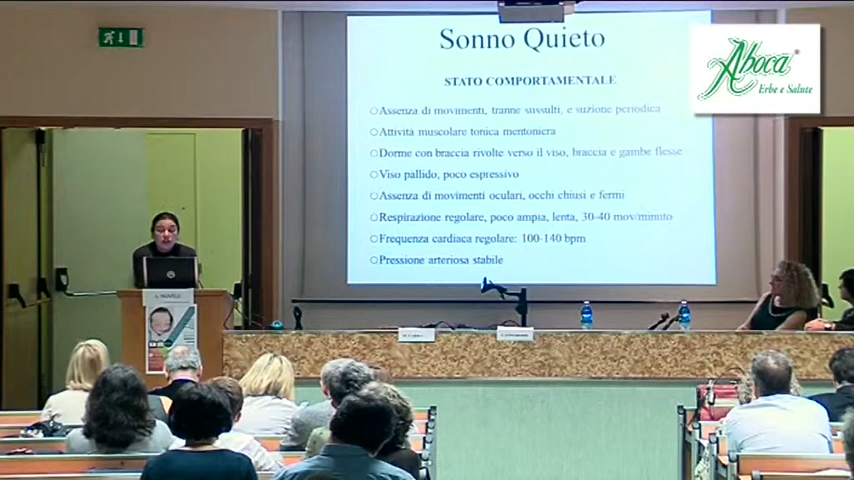 Sonno Quieto
STATO COMPORTAMENTALE
Assenza di movimenti, tranne sussulti, e suzione periodica
Attività muscolare tonica mentoniera
Dorme con braccia rivolte verso il viso, braccia e gambe flesse
Viso pallido, poco espressivo
Assenza di movimenti oculari, occhi chiusi e fermi
Respirazione regolare, poco ampia, lenta, 30-40 mov/minuto
Frequenza cardiaca regolare: 100-140 bpm
Pressione arteriosa stabile
Aboca®
Erbe e Salute